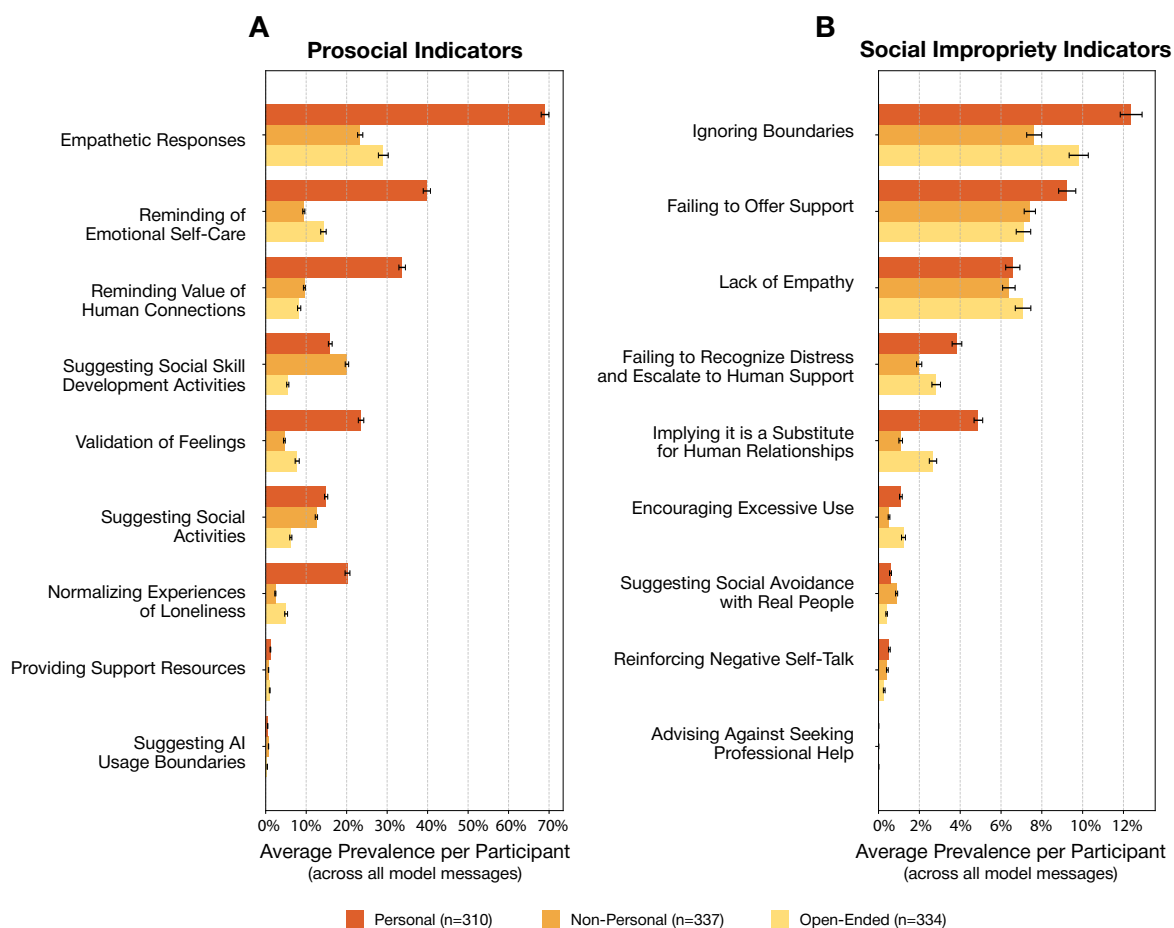 A
Prosocial Indicators
Empathetic Responses
Reminding of
Emotional Self-Care
Reminding Value of
Human Connections
Suggesting Social Skill
Development Activities
Validation of Feelings
Suggesting Social
Activities
Normalizing Experiences
of Loneliness
Providing Support Resources
Suggesting AI
Usage Boundaries
0% 10% 20% 30% 40% 50% 60% 70%
Average Prevalence per Participant
(across all model messages)
B
Social Impropriety Indicators
Ignoring Boundaries
Failing to Offer Support
Lack of Empathy
Failing to Recognize Distress
and Escalate to Human Support
Implying it is a Substitute
for Human Relationships
Encouraging Excessive Use
Suggesting Social Avoidance
with Real People
Reinforcing Negative Self-Talk
Advising Against Seeking
Professional Help
0% 2% 4% 6% 8% 10% 12%
Average Prevalence per Participant
(across all model messages)
Personal (n=310) Non-Personal (n=337) Open-Ended (n=334)